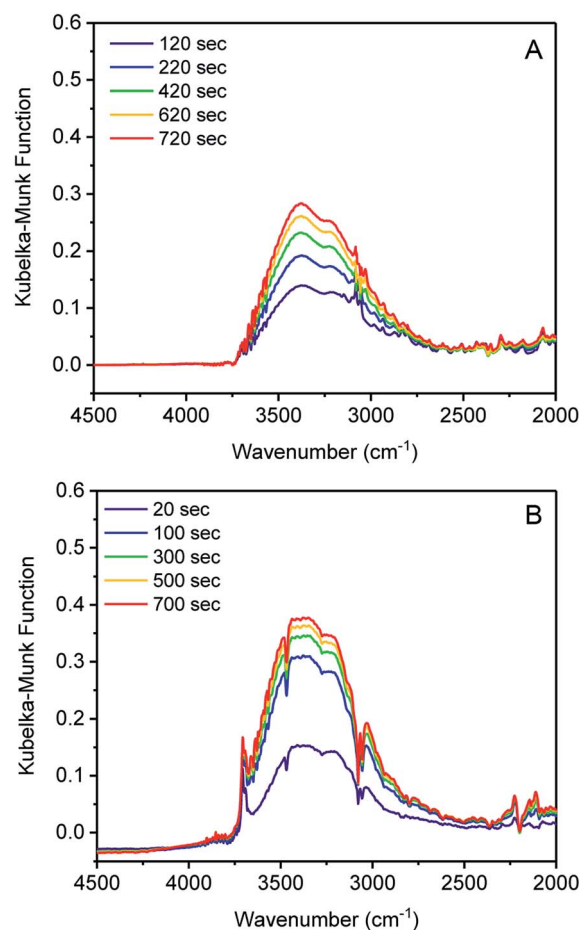 A
120 sec
220 sec
420 sec
620 sec
720 sec
0.6
0.5
0.4
0.3
0.2
0.1
0.0
Kubelka-Munk Function
4500 4000 3500 3000 2500 2000
Wavenumber (cm⁻¹)
B
20 sec
100 sec
300 sec
500 sec
700 sec
0.6
0.5
0.4
0.3
0.2
0.1
0.0
Kubelka-Munk Function
4500 4000 3500 3000 2500 2000
Wavenumber (cm⁻¹)